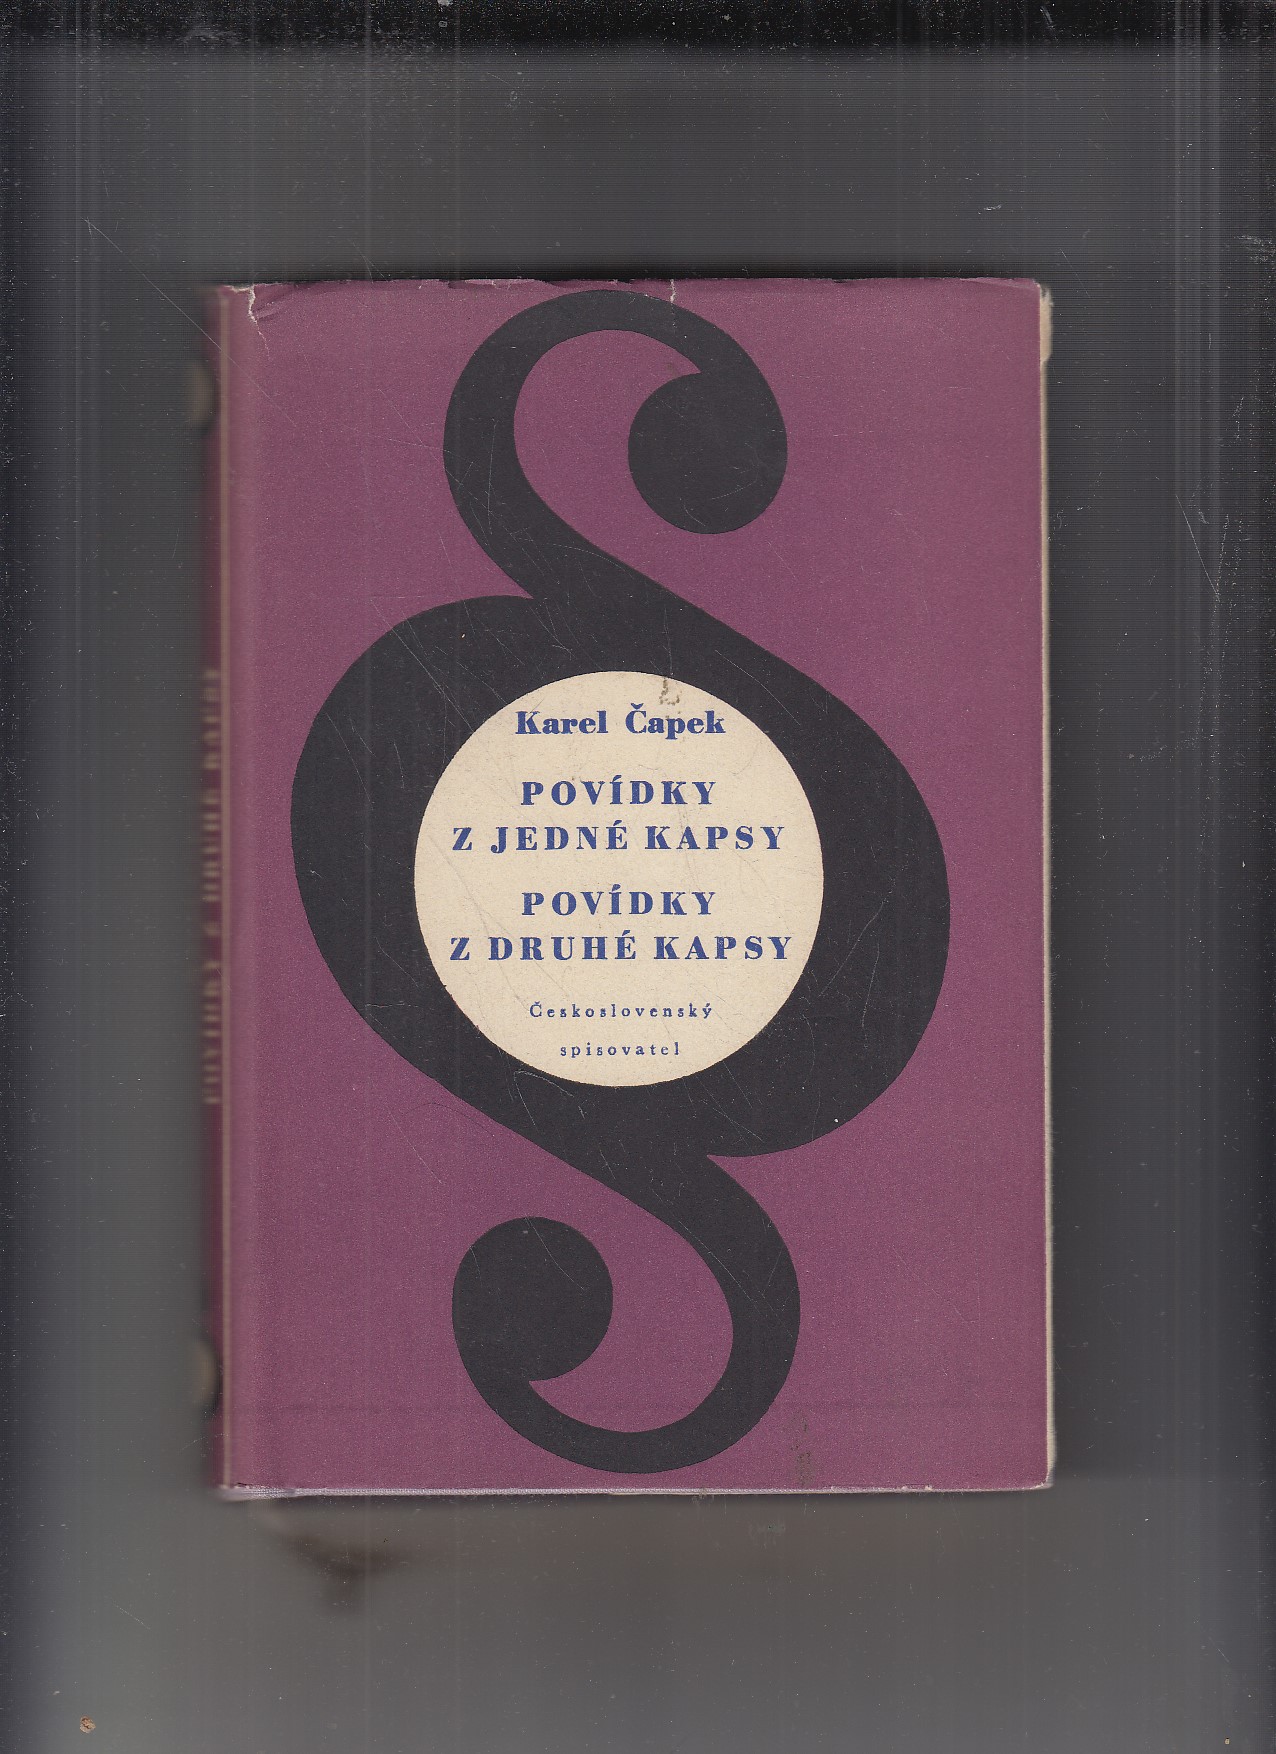 Karel Čapek
POVÍDKY
Z JEDNÉ KAPSY
POVÍDKY
Z DRUHÉ KAPSY
Československý
spisovatel